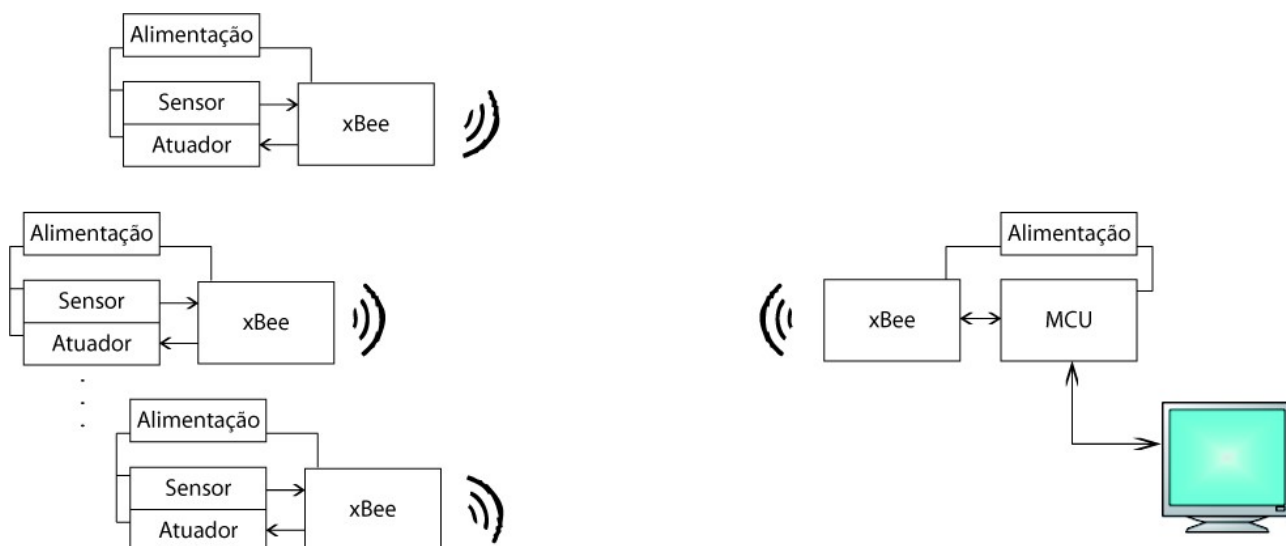 Alimentação
Sensor
Atuador
xBee
Alimentação
Sensor
Atuador
xBee
Alimentação
Sensor
Atuador
xBee
Alimentação
xBee
MCU